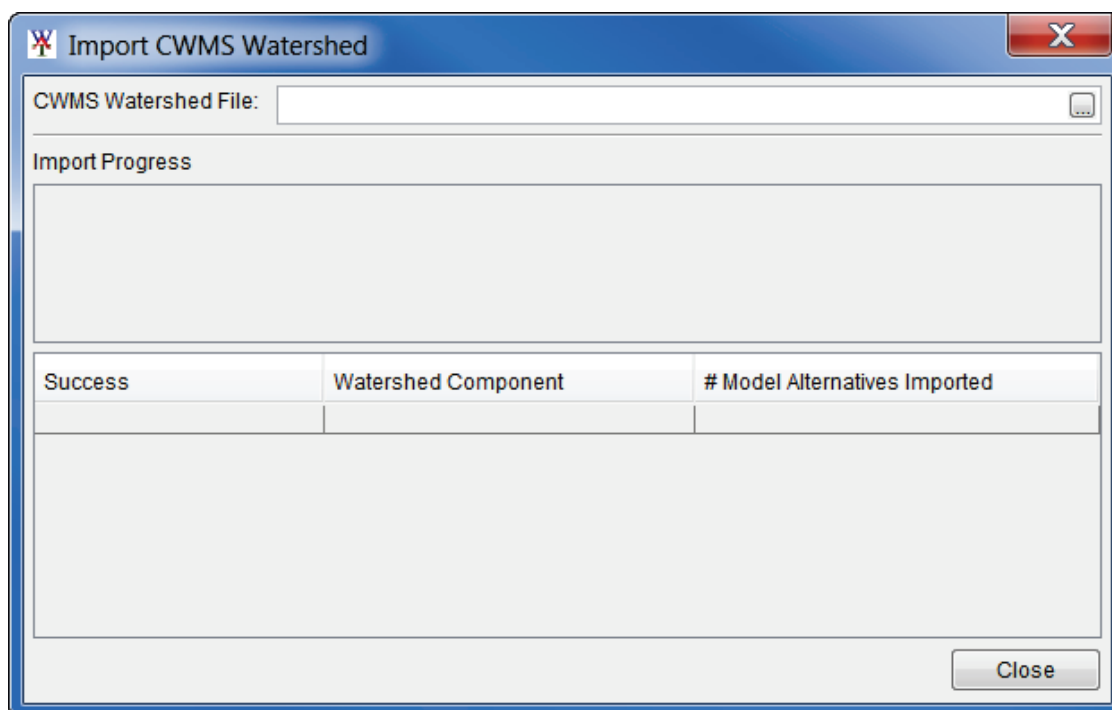 Import CWMS Watershed
CWMS Watershed File:
...
Import Progress
Success Watershed Component # Model Alternatives Imported
Close